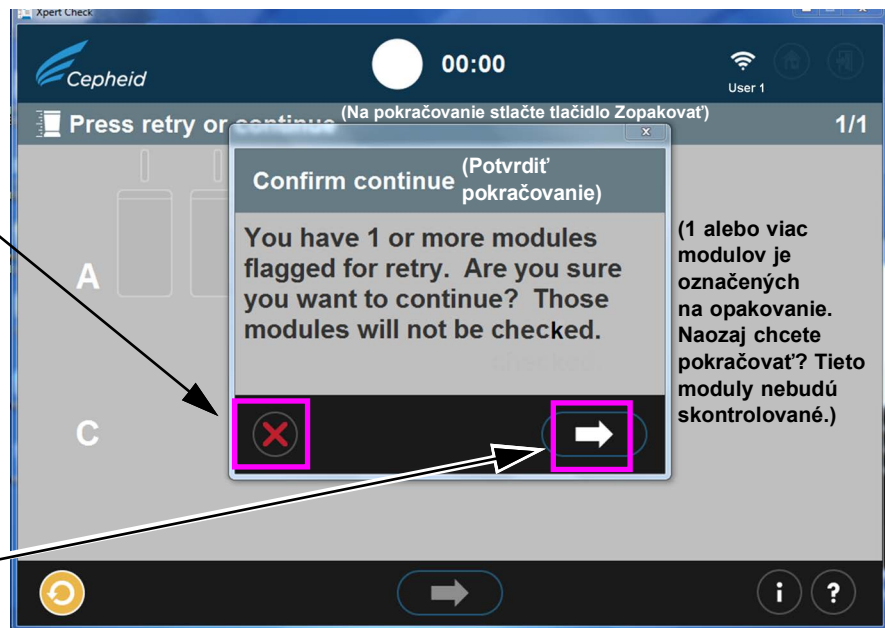 Xpert Check
Cepheid
00:00
User 1
Press retry or continue (Na pokračovanie stlačte tlačidlo Zopakovať)
1/1
Confirm continue (Potvrdiť
pokračovanie)
You have 1 or more modules
flagged for retry. Are you sure
you want to continue? Those
modules will not be checked.
(1 alebo viac
modulov je
označených
na opakovanie.
Naozaj chcete
pokračovať? Tieto
moduly nebudú
skontrolované.)
A
C